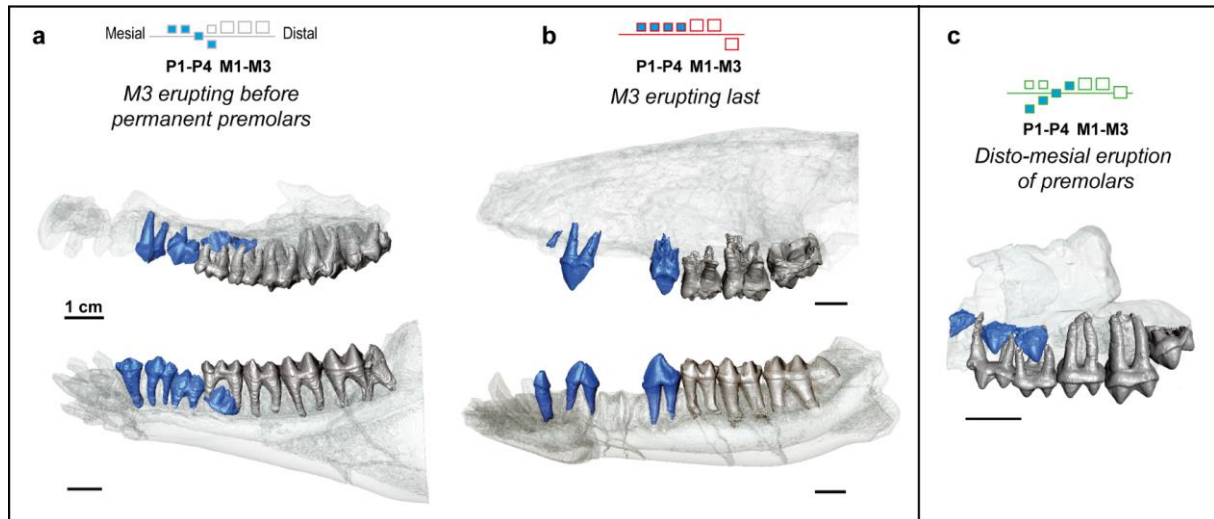 a
Mesial
Distal
P1-P4 M1-M3
M3 erupting before
permanent premolars
1 cm
b
P1-P4 M1-M3
M3 erupting last
c
P1-P4 M1-M3
Disto-mesial eruption
of premolars